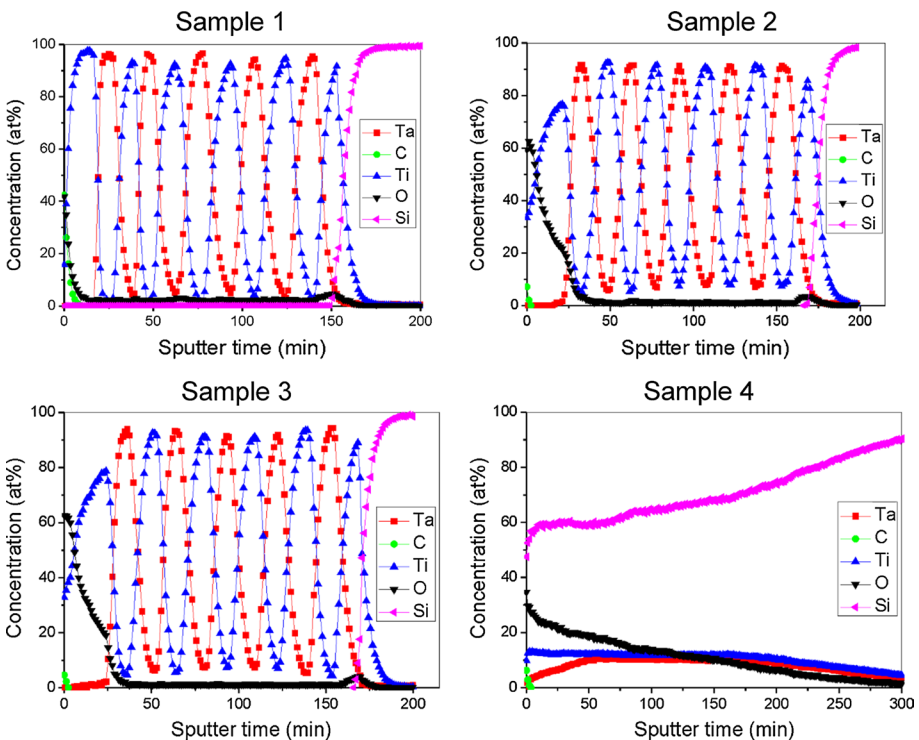 Sample 1
Sample 2
100
80
60
40
20
0
Concentration (at%)
Ta
C
Ti
O
Si
0
50
100
150
200
Sputter time (min)
100
80
60
40
20
0
Concentration (at%)
Ta
C
Ti
O
Si
0
50
100
150
200
Sputter time (min)
Sample 3
Sample 4
100
80
60
40
20
0
Concentration (at%)
Ta
C
Ti
O
Si
0
50
100
150
200
Sputter time (min)
100
80
60
40
20
0
Concentration (at%)
Ta
C
Ti
O
Si
0
50
100
150
200
250
300
Sputter time (min)